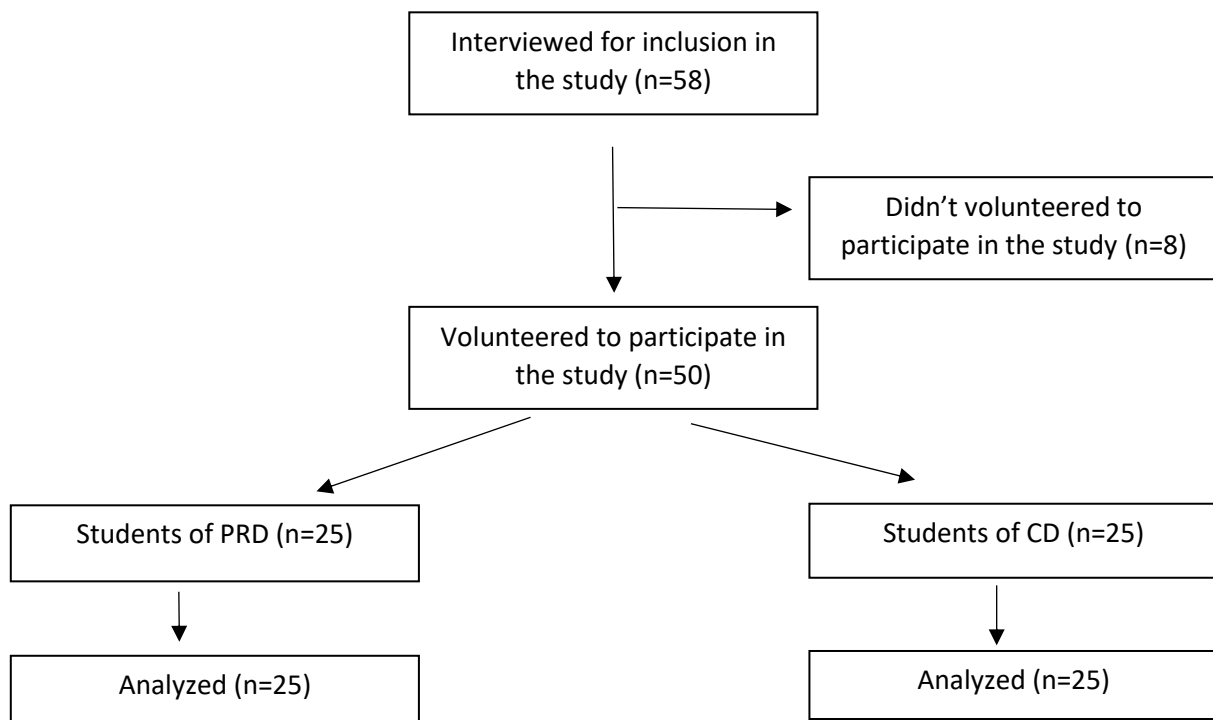 Interviewed for inclusion in
the study (n=58)
Didn’t volunteered to
participate in the study (n=8)
Volunteered to participate in
the study (n=50)
Students of PRD (n=25)
Students of CD (n=25)
Analyzed (n=25)
Analyzed (n=25)